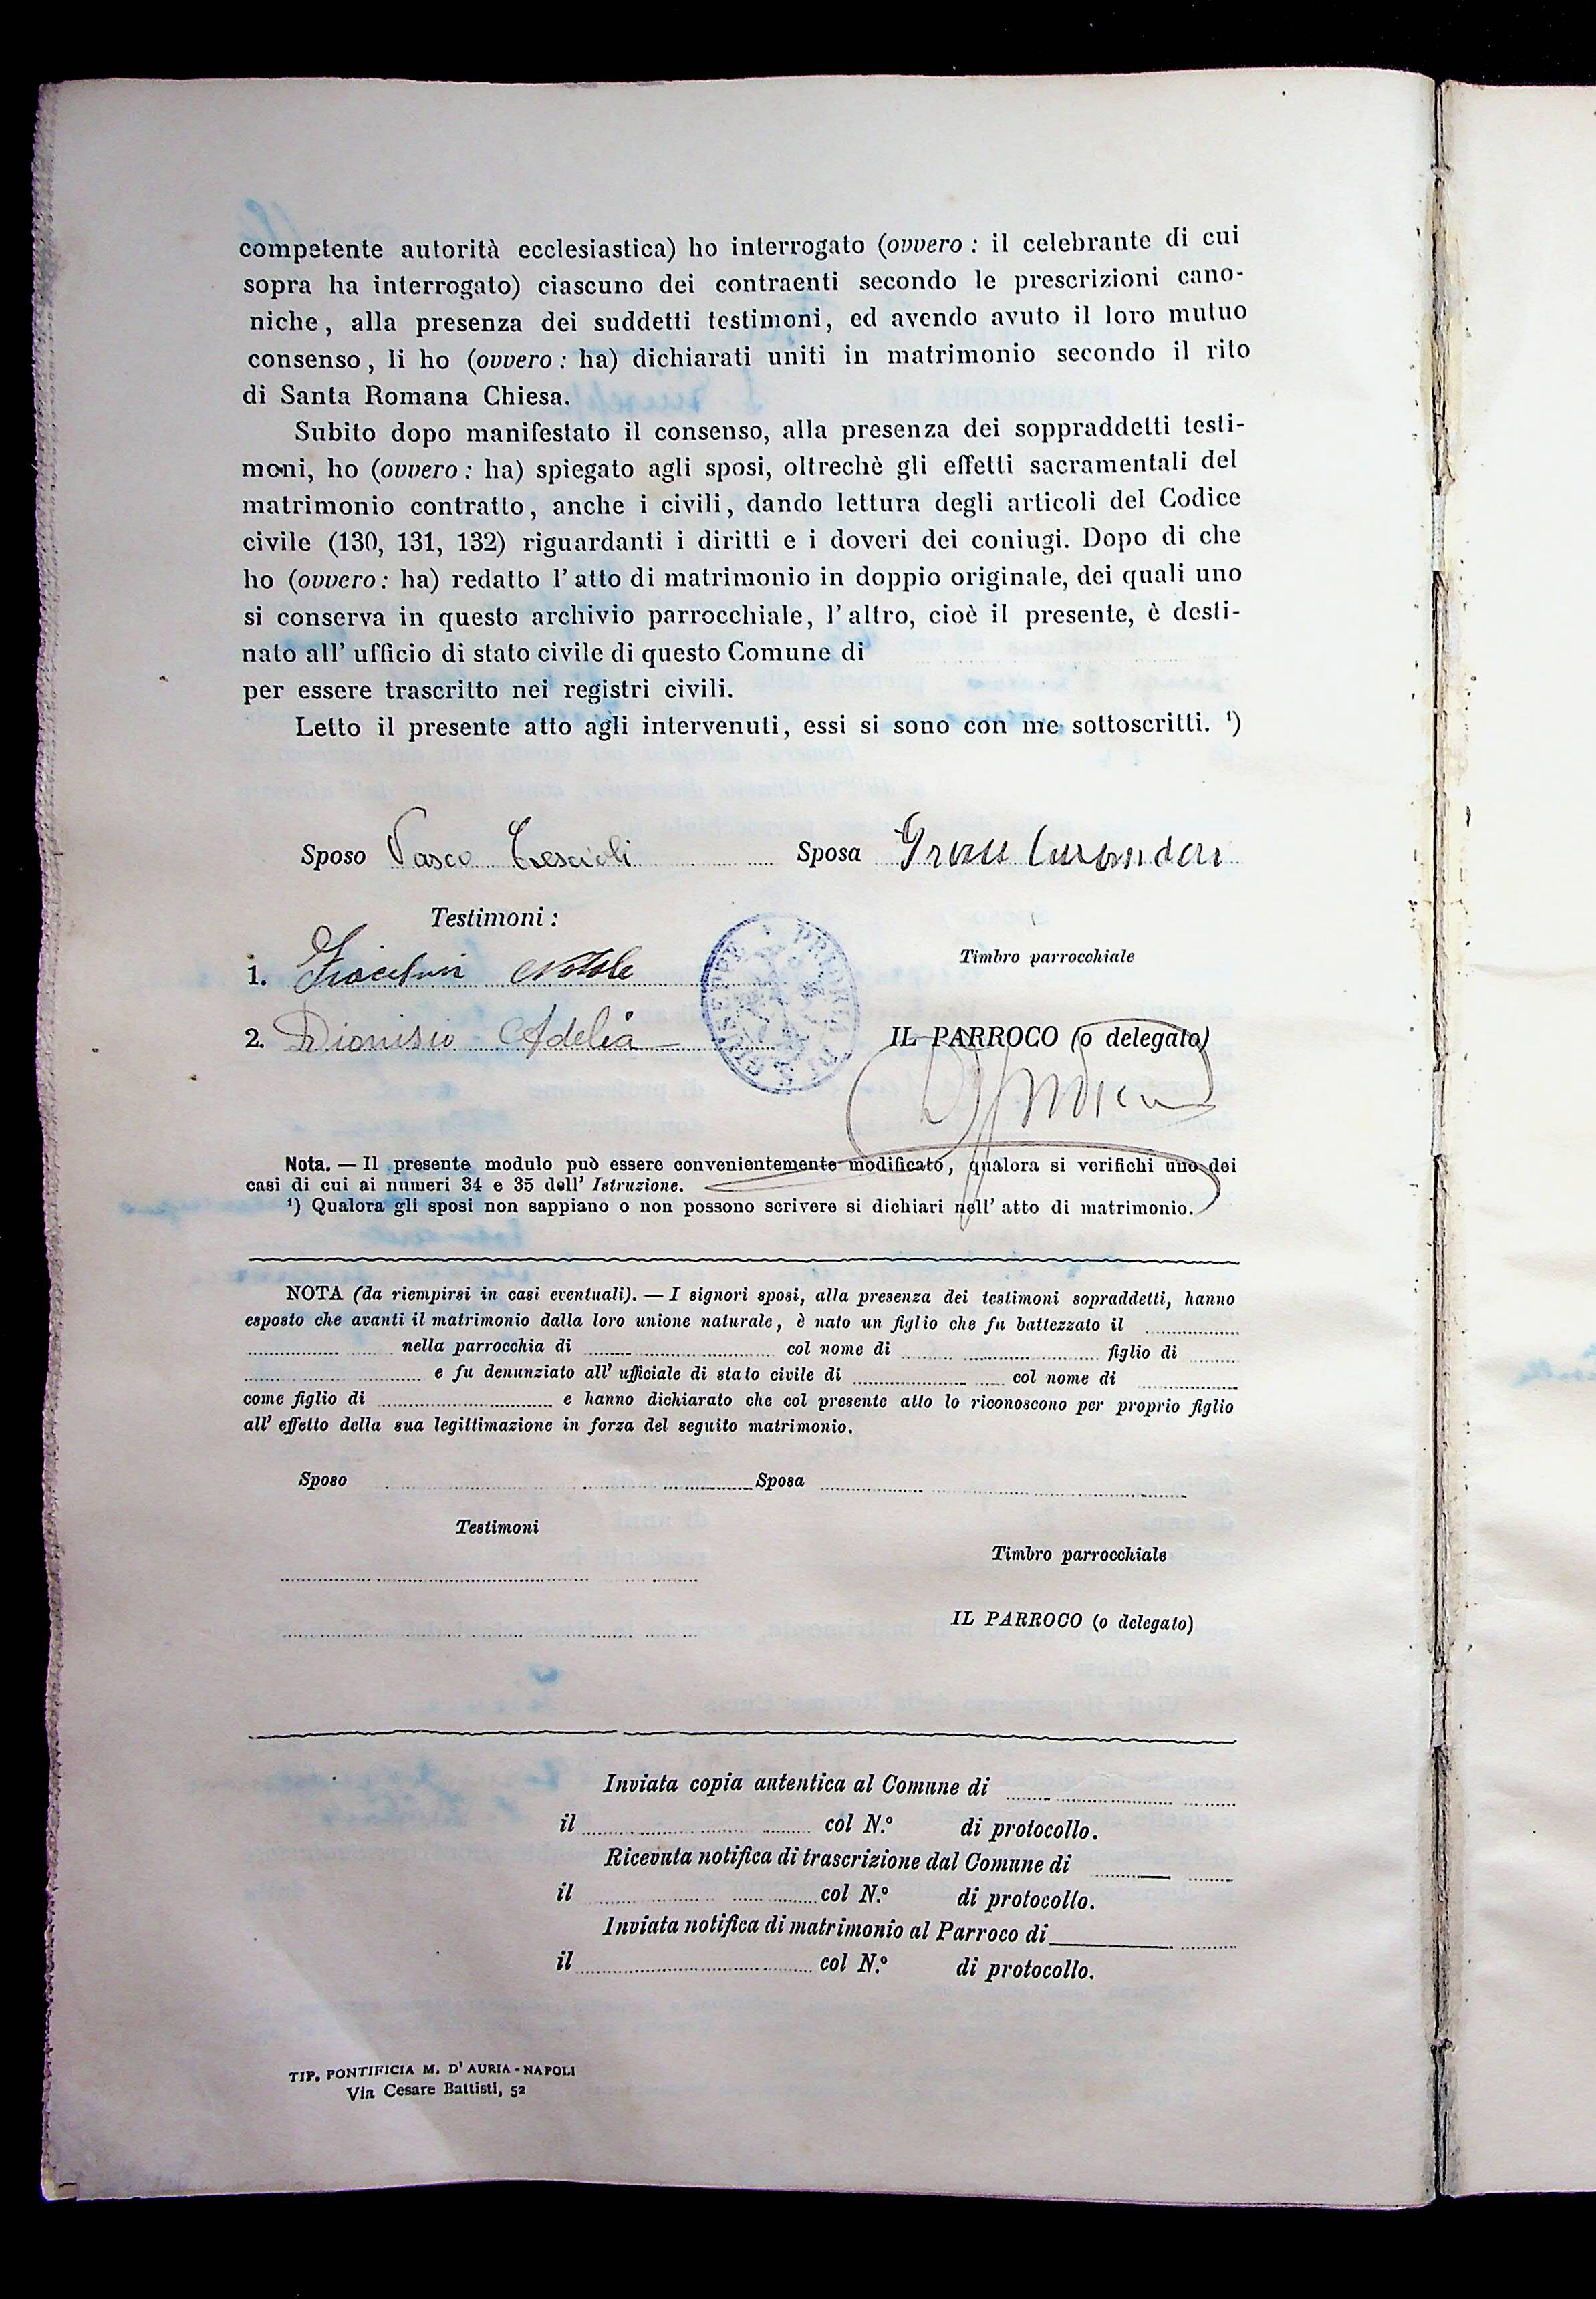 competente autorità ecclesiastica) ho interrogato (ovvero : il celebrante di cui
sopra ha interrogato) ciascuno dei contraenti secondo le prescrizioni cano-
niche, alla presenza dei suddetti testimoni, ed avendo avuto il loro mutuo
consenso, li ho (ovvero : ha) dichiarati uniti in matrimonio secondo il rito
di Santa Romana Chiesa.
Subito dopo manifestato il consenso, alla presenza dei soppraddetti testi-
moni, ho (ovvero : ha) spiegato agli sposi, oltrechè gli effetti sacramentali del
matrimonio contratto, anche i civili, dando lettura degli articoli del Codice
civile (130, 131, 132) riguardanti i diritti e i doveri dei coniugi. Dopo di che
ho (ovvero : ha) redatto l' atto di matrimonio in doppio originale, dei quali uno
si conserva in questo archivio parrocchiale, l' altro, cioè il presente, è desti-
nato all' ufficio di stato civile di questo Comune di
per essere trascritto nei registri civili.
Letto il presente atto agli intervenuti, essi si sono con me sottoscritti. ¹)
Sposo Vasco Sposa
Testimoni :
Timbro parrocchiale
1. Natale
2. Dionisio Adelia
IL PARROCO (o delegato)
Nota. — Il presente modulo può essere convenientemente modificato, qualora si verifichi uno dei
casi di cui ai numeri 34 e 35 dell' Istruzione.
¹) Qualora gli sposi non sappiano o non possono scrivere si dichiari nell' atto di matrimonio.
NOTA (da riempirsi in casi eventuali). — I signori sposi, alla presenza dei testimoni sopraddetti, hanno
esposto che avanti il matrimonio dalla loro unione naturale, è nato un figlio che fu battezzato il
nella parrocchia di col nome di figlio di
e fu denunziato all' ufficiale di stato civile di col nome di
come figlio di e hanno dichiarato che col presente atto lo riconoscono per proprio figlio
all' effetto della sua legittimazione in forza del seguito matrimonio.
Sposo Sposa
Testimoni
Timbro parrocchiale
IL PARROCO (o delegato)
Inviata copia autentica al Comune di
il col N.º di protocollo.
Ricevuta notifica di trascrizione dal Comune di
il col N.º di protocollo.
Inviata notifica di matrimonio al Parroco di
il col N.º di protocollo.
TIP. PONTIFICIA M. D' AURIA - NAPOLI
Via Cesare Battisti, 52